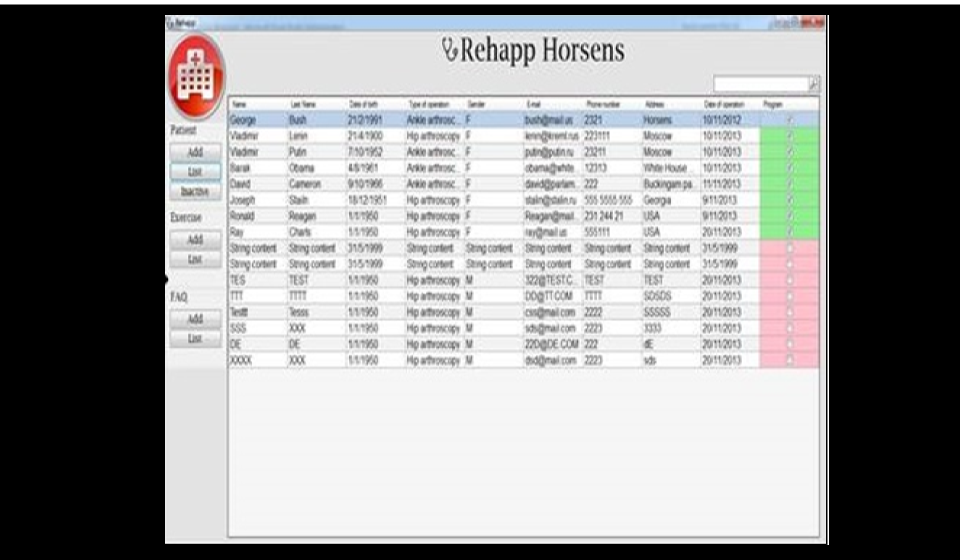 Rehapp
Rehapp Horsens
Patient
Add
List
Inactive
Exercise
Add
List
FAQ
Add
List
Name Last Name Date of birth Type of operation Gender E-mail Phone number Address Date of operation Program
George Bush 21/2/1991 Ankle arthrosc... F bush@mail.us 2321 Horsens 10/11/2012
Vladimir Lenin 21/4/1900 Hip arthroscopy F lenin@kreml.rus 223111 Moscow 10/11/2013
Vladimir Putin 7/10/1952 Ankle arthrosc... F putin@putin.ru 23211 Moscow 10/11/2013
Barak Obama 4/8/1961 Ankle arthrosc... F obama@white... 12313 White House 10/11/2013
David Cameron 9/10/1966 Ankle arthrosc... F david@parlam... 222 Buckingam pa... 11/11/2013
Joseph Stalin 18/12/1951 Hip arthroscopy F stalin@stalin.ru 555 5555 555 Georgia 9/11/2013
Ronald Reagan 1/1/1950 Hip arthroscopy F Reagan@mail... 231 244 21 USA 9/11/2013
Ray Charls 1/1/1950 Hip arthroscopy F ray@mail.us 555111 USA 20/11/2013
String content String content 31/5/1999 String content String content String content String content String content 31/5/1999
String content String content 31/5/1999 String content String content String content String content String content 31/5/1999
TES TEST 1/1/1950 Hip arthroscopy M 322@TEST.C... TEST TEST 20/11/2013
TTT TTTT 1/1/1950 Hip arthroscopy M DD@TT.COM TTTT SDSDS 20/11/2013
Testtt Tesss 1/1/1950 Hip arthroscopy M css@mail.com 2222 SSSSS 20/11/2013
SSS XXX 1/1/1950 Hip arthroscopy M sds@mail.com 2223 3333 20/11/2013
DE DE 1/1/1950 Hip arthroscopy M 22D@DE.COM 222 dE 20/11/2013
XXXX XXX 1/1/1950 Hip arthroscopy M dsd@mail.com 2223 sds 20/11/2013